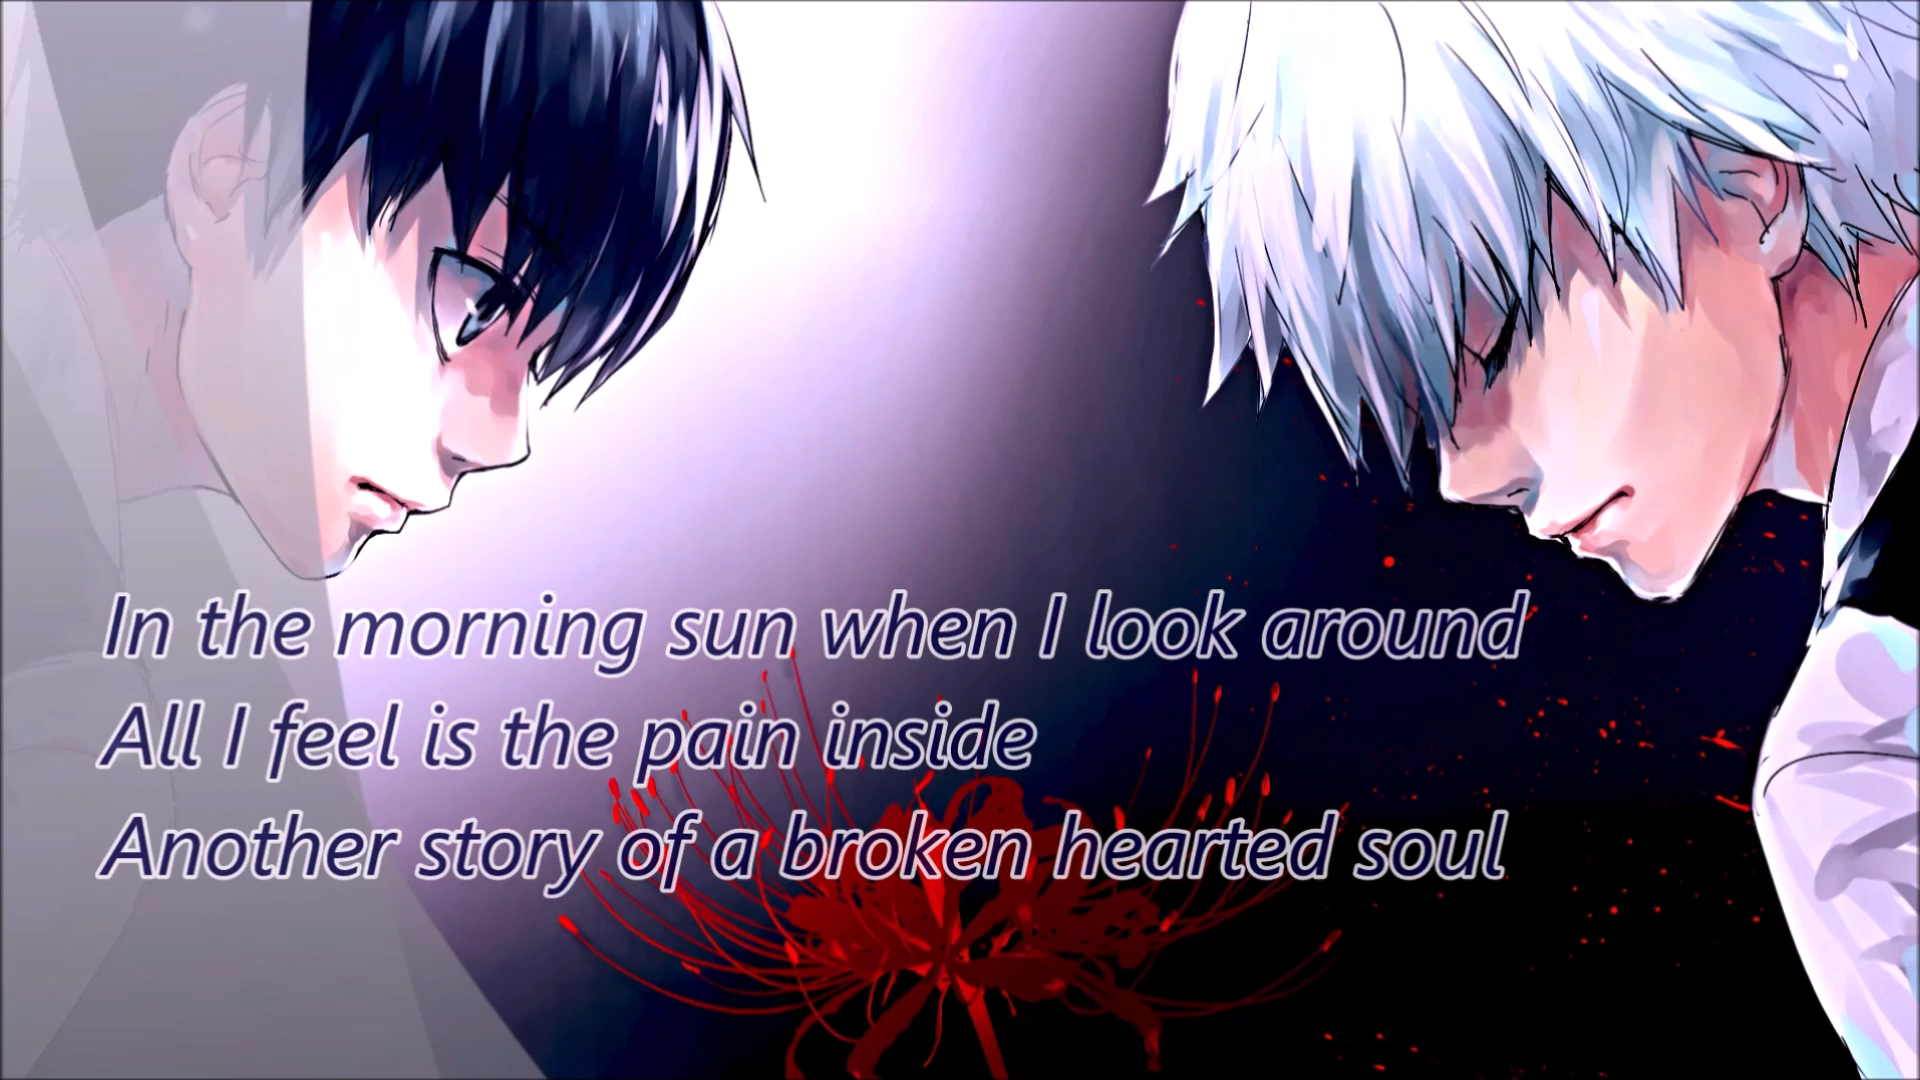 In the morning sun when I look around
All I feel is the pain inside
Another story of a broken hearted soul